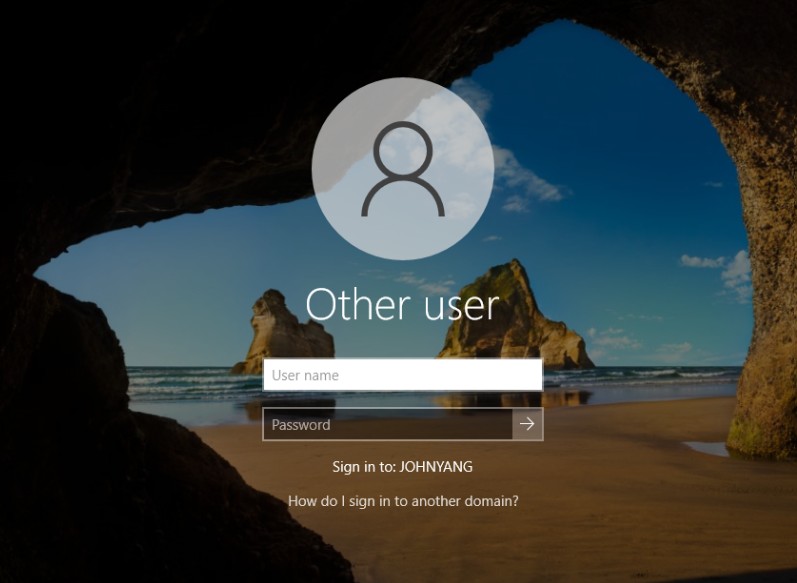 Other user
User name
Password
Sign in to: JOHNYANG
How do I sign in to another domain?